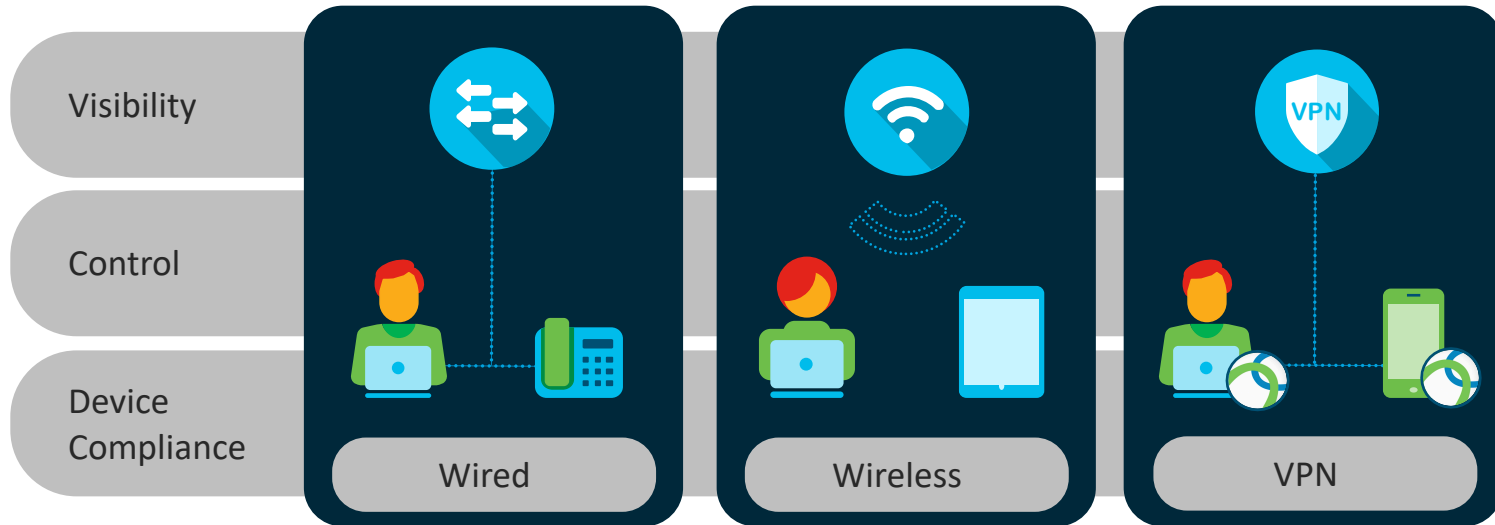 VPN
Visibility
Control
Device
Compliance
Wired
Wireless
VPN